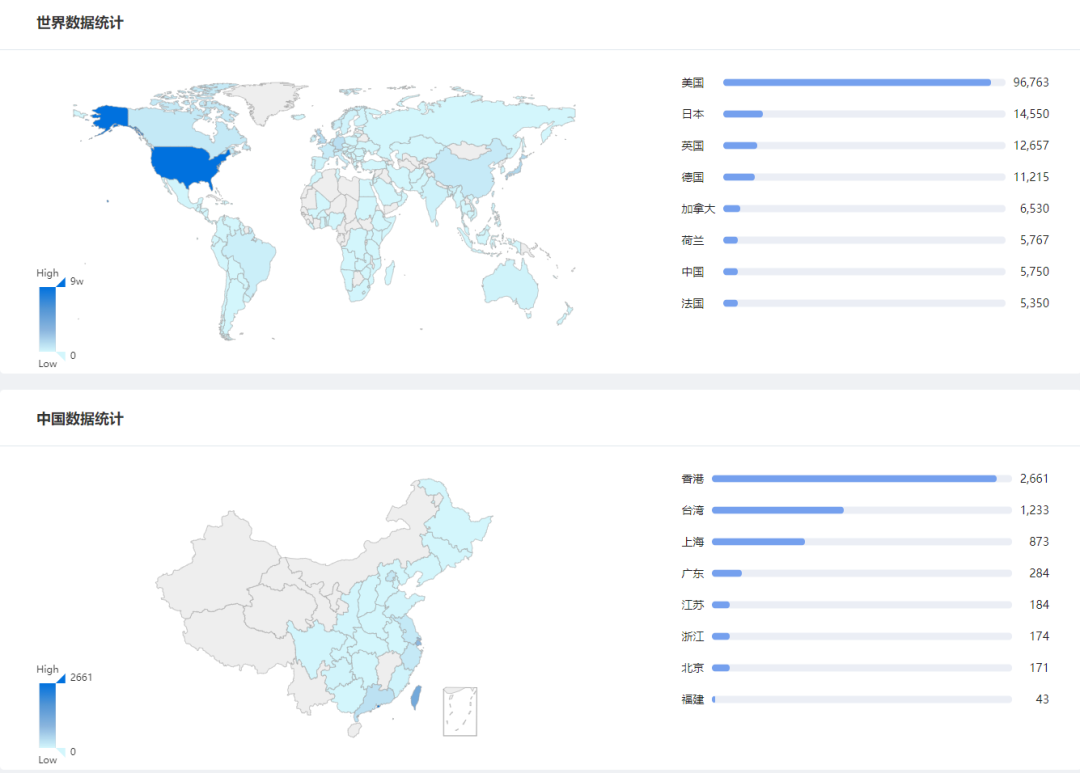 世界数据统计
美国 96,763
日本 14,550
英国 12,657
德国 11,215
加拿大 6,530
荷兰 5,767
中国 5,750
法国 5,350
High
9w
0
Low
中国数据统计
香港 2,661
台湾 1,233
上海 873
广东 284
江苏 184
浙江 174
北京 171
福建 43
High
2661
0
Low